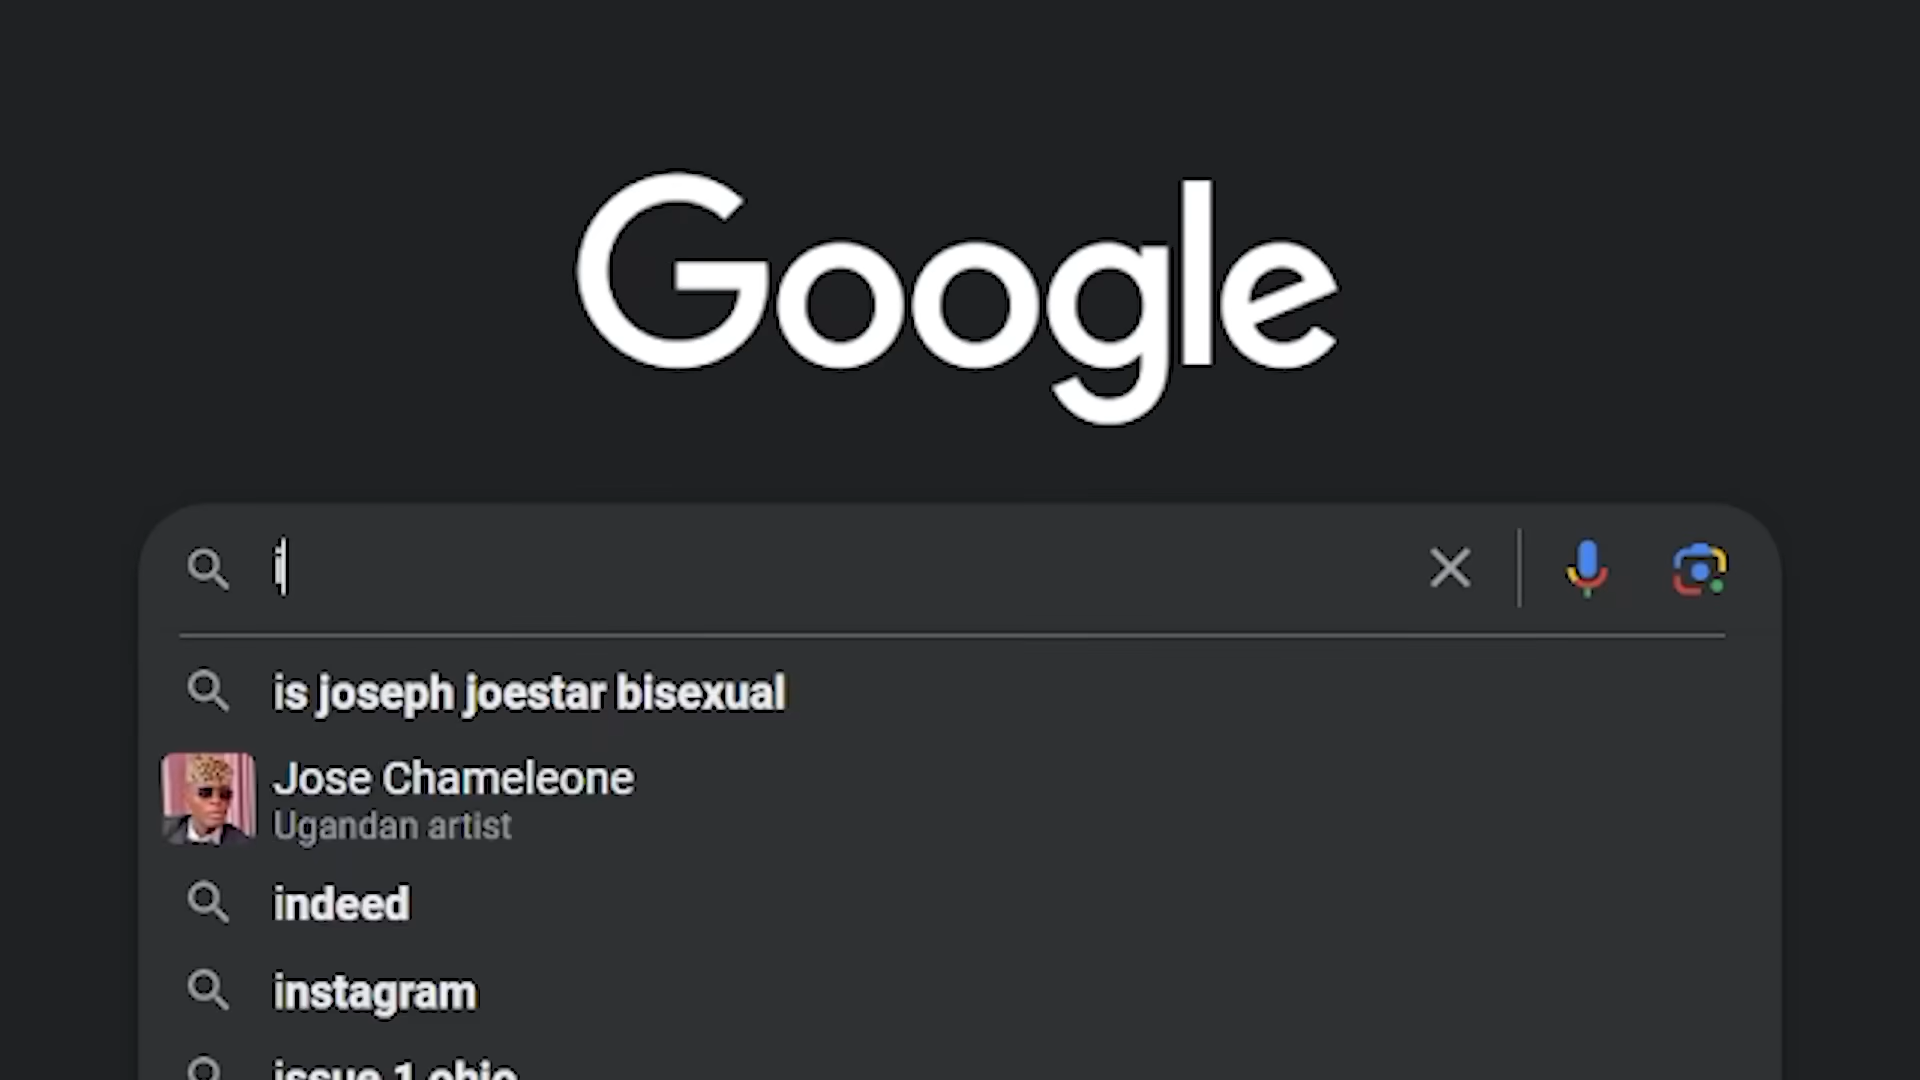 Google
i
is joseph joestar bisexual
Jose Chameleone
Ugandan artist
indeed
instagram
issue 1 ohio